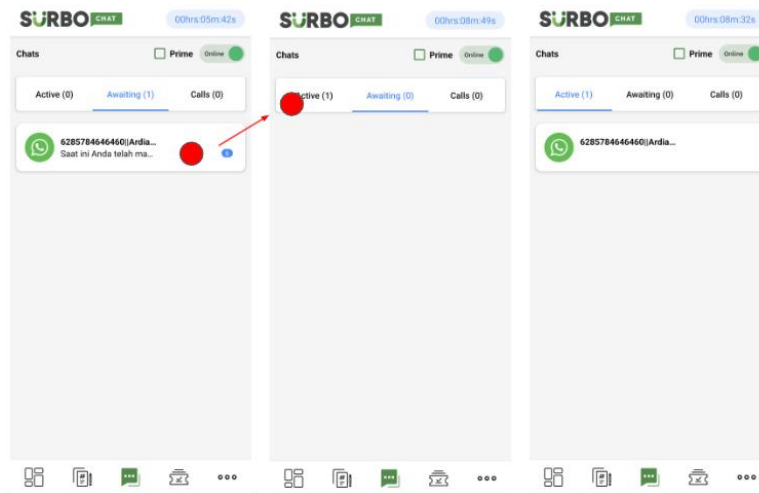 SURBO CHAT
00hrs:05m:42s
Chats
Prime
Online
Active (0)
Awaiting (1)
Calls (0)
6285784646460||Ardia...
Saat ini Anda telah ma...
SURBO CHAT
00hrs:08m:49s
Chats
Prime
Online
Active (1)
Awaiting (0)
Calls (0)
SURBO CHAT
00hrs:08m:32s
Chats
Prime
Online
Active (1)
Awaiting (0)
Calls (0)
6285784646460||Ardia...